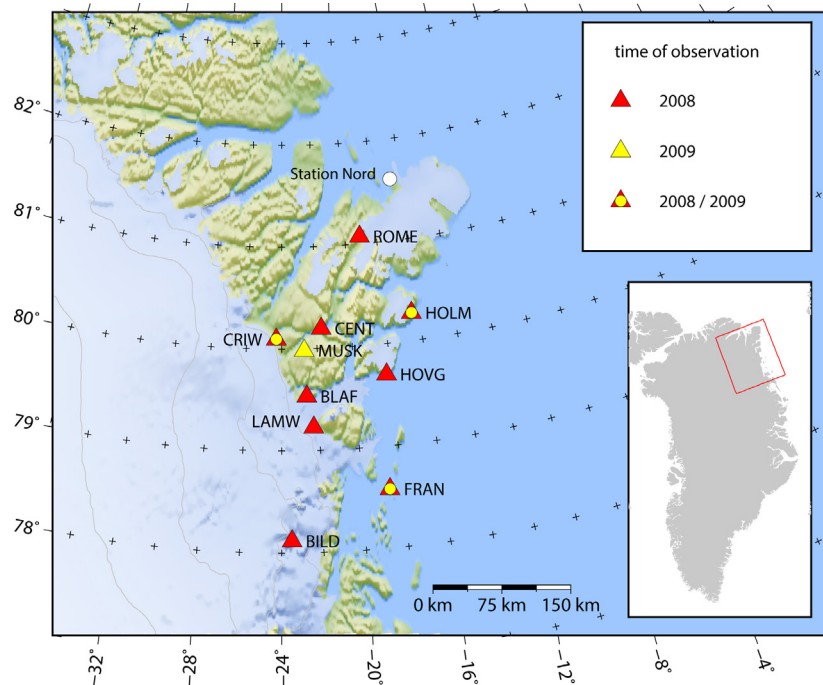 time of observation
2008
2009
2008 / 2009
82°
81°
80°
79°
78°
Station Nord
ROME
HOLM
CENT
CRIW
MUSK
HOVG
BLAF
LAMW
FRAN
BILD
0 km 75 km 150 km
−32° −24° −20° −16° −12° −8° −4°